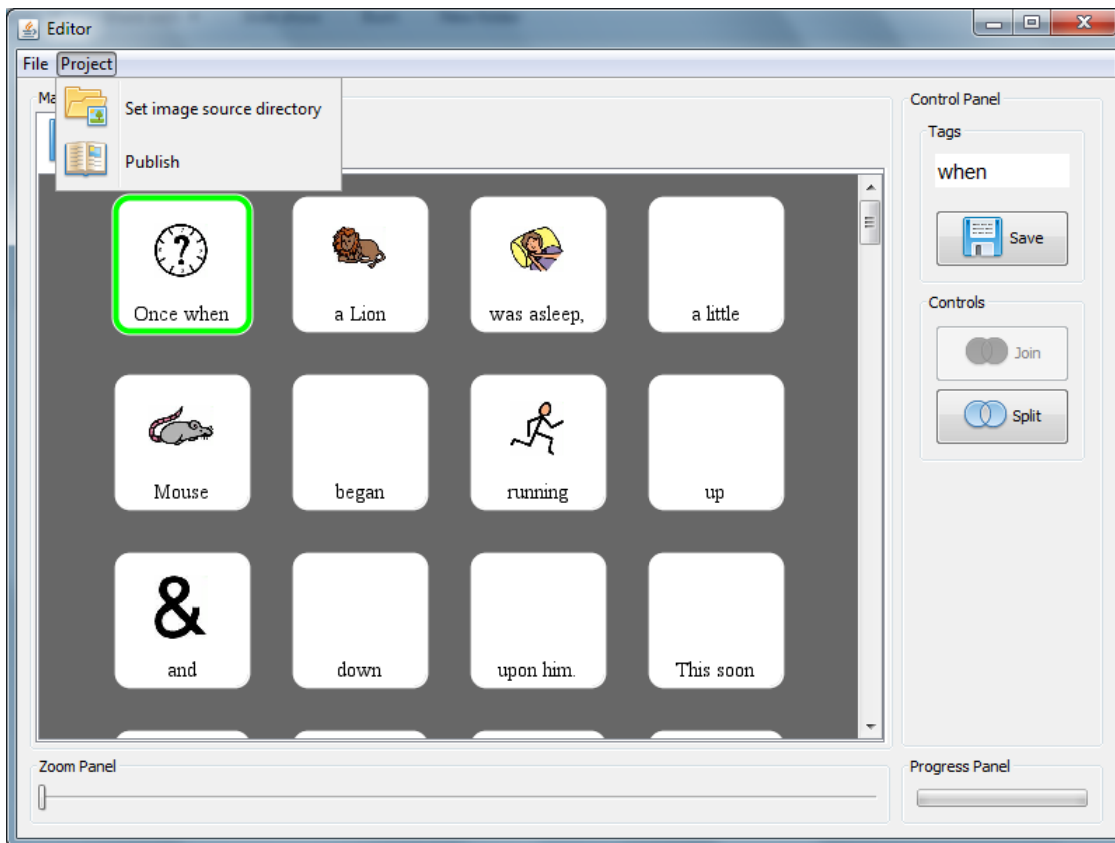 Editor
File Project
Ma
Set image source directory
Publish
Control Panel
Tags
when
Save
Controls
Join
Split
?
Once when
a Lion
was asleep,
a little
Mouse
began
running
up
&
and
down
upon him.
This soon
Zoom Panel
Progress Panel